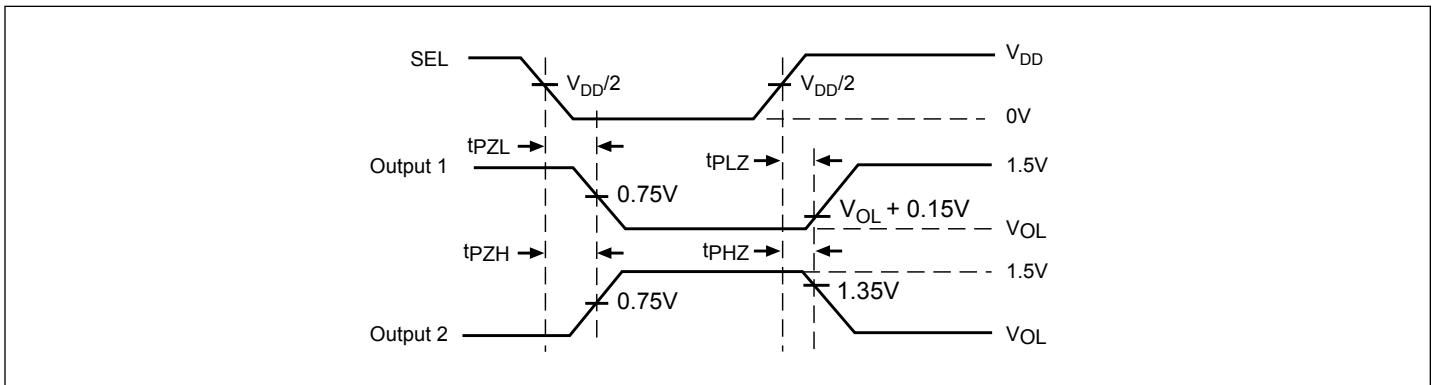 SEL
VDD/2
VDD/2
VDD
0V
tPZL
Output 1
tPLZ
1.5V
0.75V
VOL + 0.15V
VOL
tPZH
tPHZ
1.5V
0.75V
1.35V
Output 2
VOL